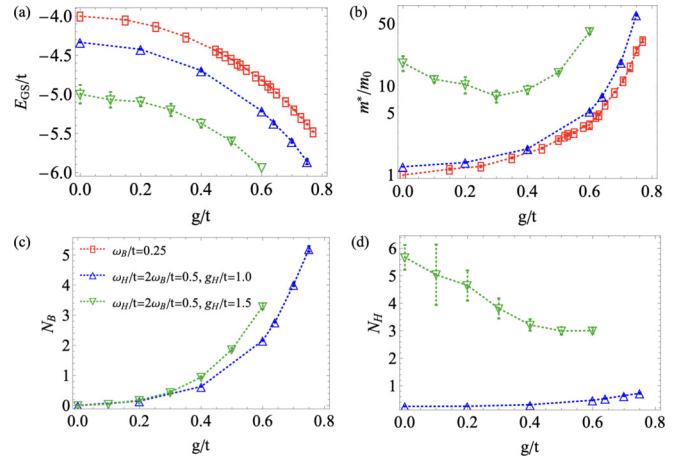 (a)
−4.0
−4.5
−5.0
−5.5
−6.0
E_GS/t
0.0 0.2 0.4 0.6 0.8
g/t
(b)
50
10
5
1
m*/m_0
0.0 0.2 0.4 0.6 0.8
g/t
(c)
5
4
3
2
1
0
N_B
ω_B/t=0.25
ω_H/t=2ω_B/t=0.5, g_H/t=1.0
ω_H/t=2ω_B/t=0.5, g_H/t=1.5
0.0 0.2 0.4 0.6 0.8
g/t
(d)
6
5
4
3
2
1
N_H
0.0 0.2 0.4 0.6 0.8
g/t